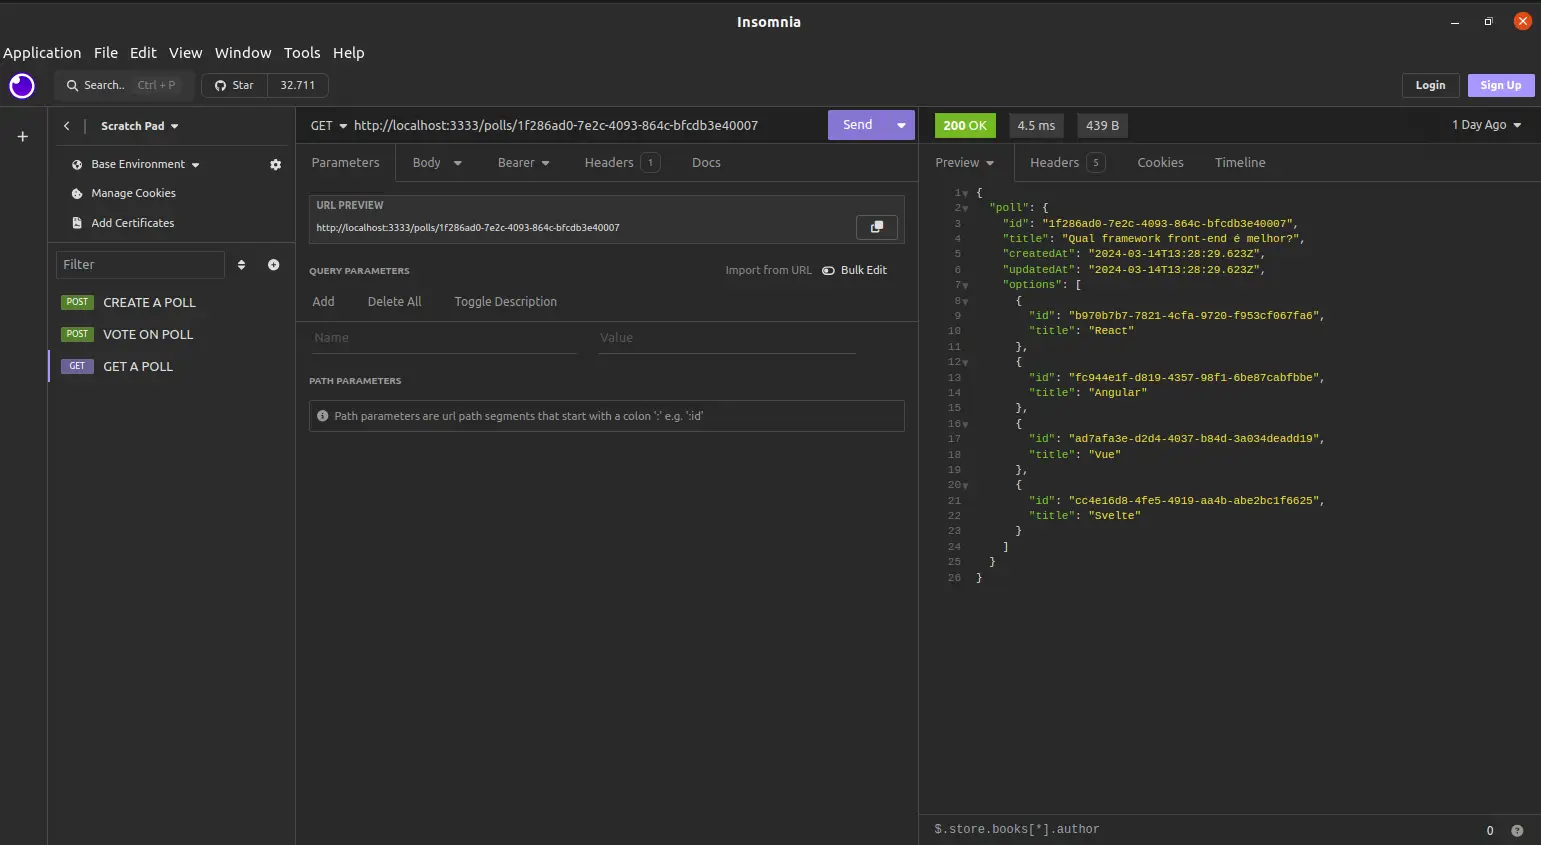 Insomnia
Application File Edit View Window Tools Help
Search.. Ctrl + P Star 32.711 Login Sign Up
Scratch Pad
Base Environment
Manage Cookies
Add Certificates
Filter
POST CREATE A POLL
POST VOTE ON POLL
GET GET A POLL
GET http://localhost:3333/polls/1f286ad0-7e2c-4093-864c-bfcdb3e40007 Send
Parameters Body Bearer Headers 1 Docs
URL PREVIEW
http://localhost:3333/polls/1f286ad0-7e2c-4093-864c-bfcdb3e40007
QUERY PARAMETERS Import from URL Bulk Edit
Add Delete All Toggle Description
Name Value
PATH PARAMETERS
Path parameters are url path segments that start with a colon ':' e.g. ':id'
200 OK 4.5 ms 439 B 1 Day Ago
Preview Headers 5 Cookies Timeline
1 {
2 "poll": {
3 "id": "1f286ad0-7e2c-4093-864c-bfcdb3e40007",
4 "title": "Qual framework front-end é melhor?",
5 "createdAt": "2024-03-14T13:28:29.623Z",
6 "updatedAt": "2024-03-14T13:28:29.623Z",
7 "options": [
8 {
9 "id": "b970b7b7-7821-4cfa-9720-f953cf067fa6",
10 "title": "React"
11 },
12 {
13 "id": "fc944e1f-d819-4357-98f1-6be87cabfbbe",
14 "title": "Angular"
15 },
16 {
17 "id": "ad7afa3e-d2d4-4037-b84d-3a034deadd19",
18 "title": "Vue"
19 },
20 {
21 "id": "cc4e16d8-4fe5-4919-aa4b-abe2bc1f6625",
22 "title": "Svelte"
23 }
24 ]
25 }
26 }
$.store.books[*].author 0